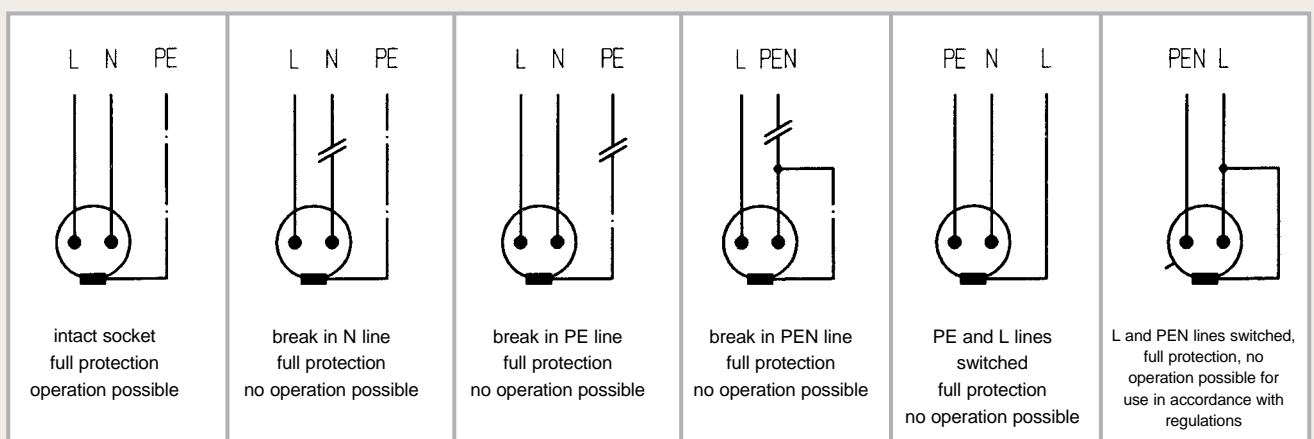 L N PE
intact socket
full protection
operation possible
L N PE
break in N line
full protection
no operation possible
L N PE
break in PE line
full protection
no operation possible
L PEN
break in PEN line
full protection
no operation possible
PE N L
PE and L lines
switched
full protection
no operation possible
PEN L
L and PEN lines switched,
full protection, no
operation possible for
use in accordance with
regulations